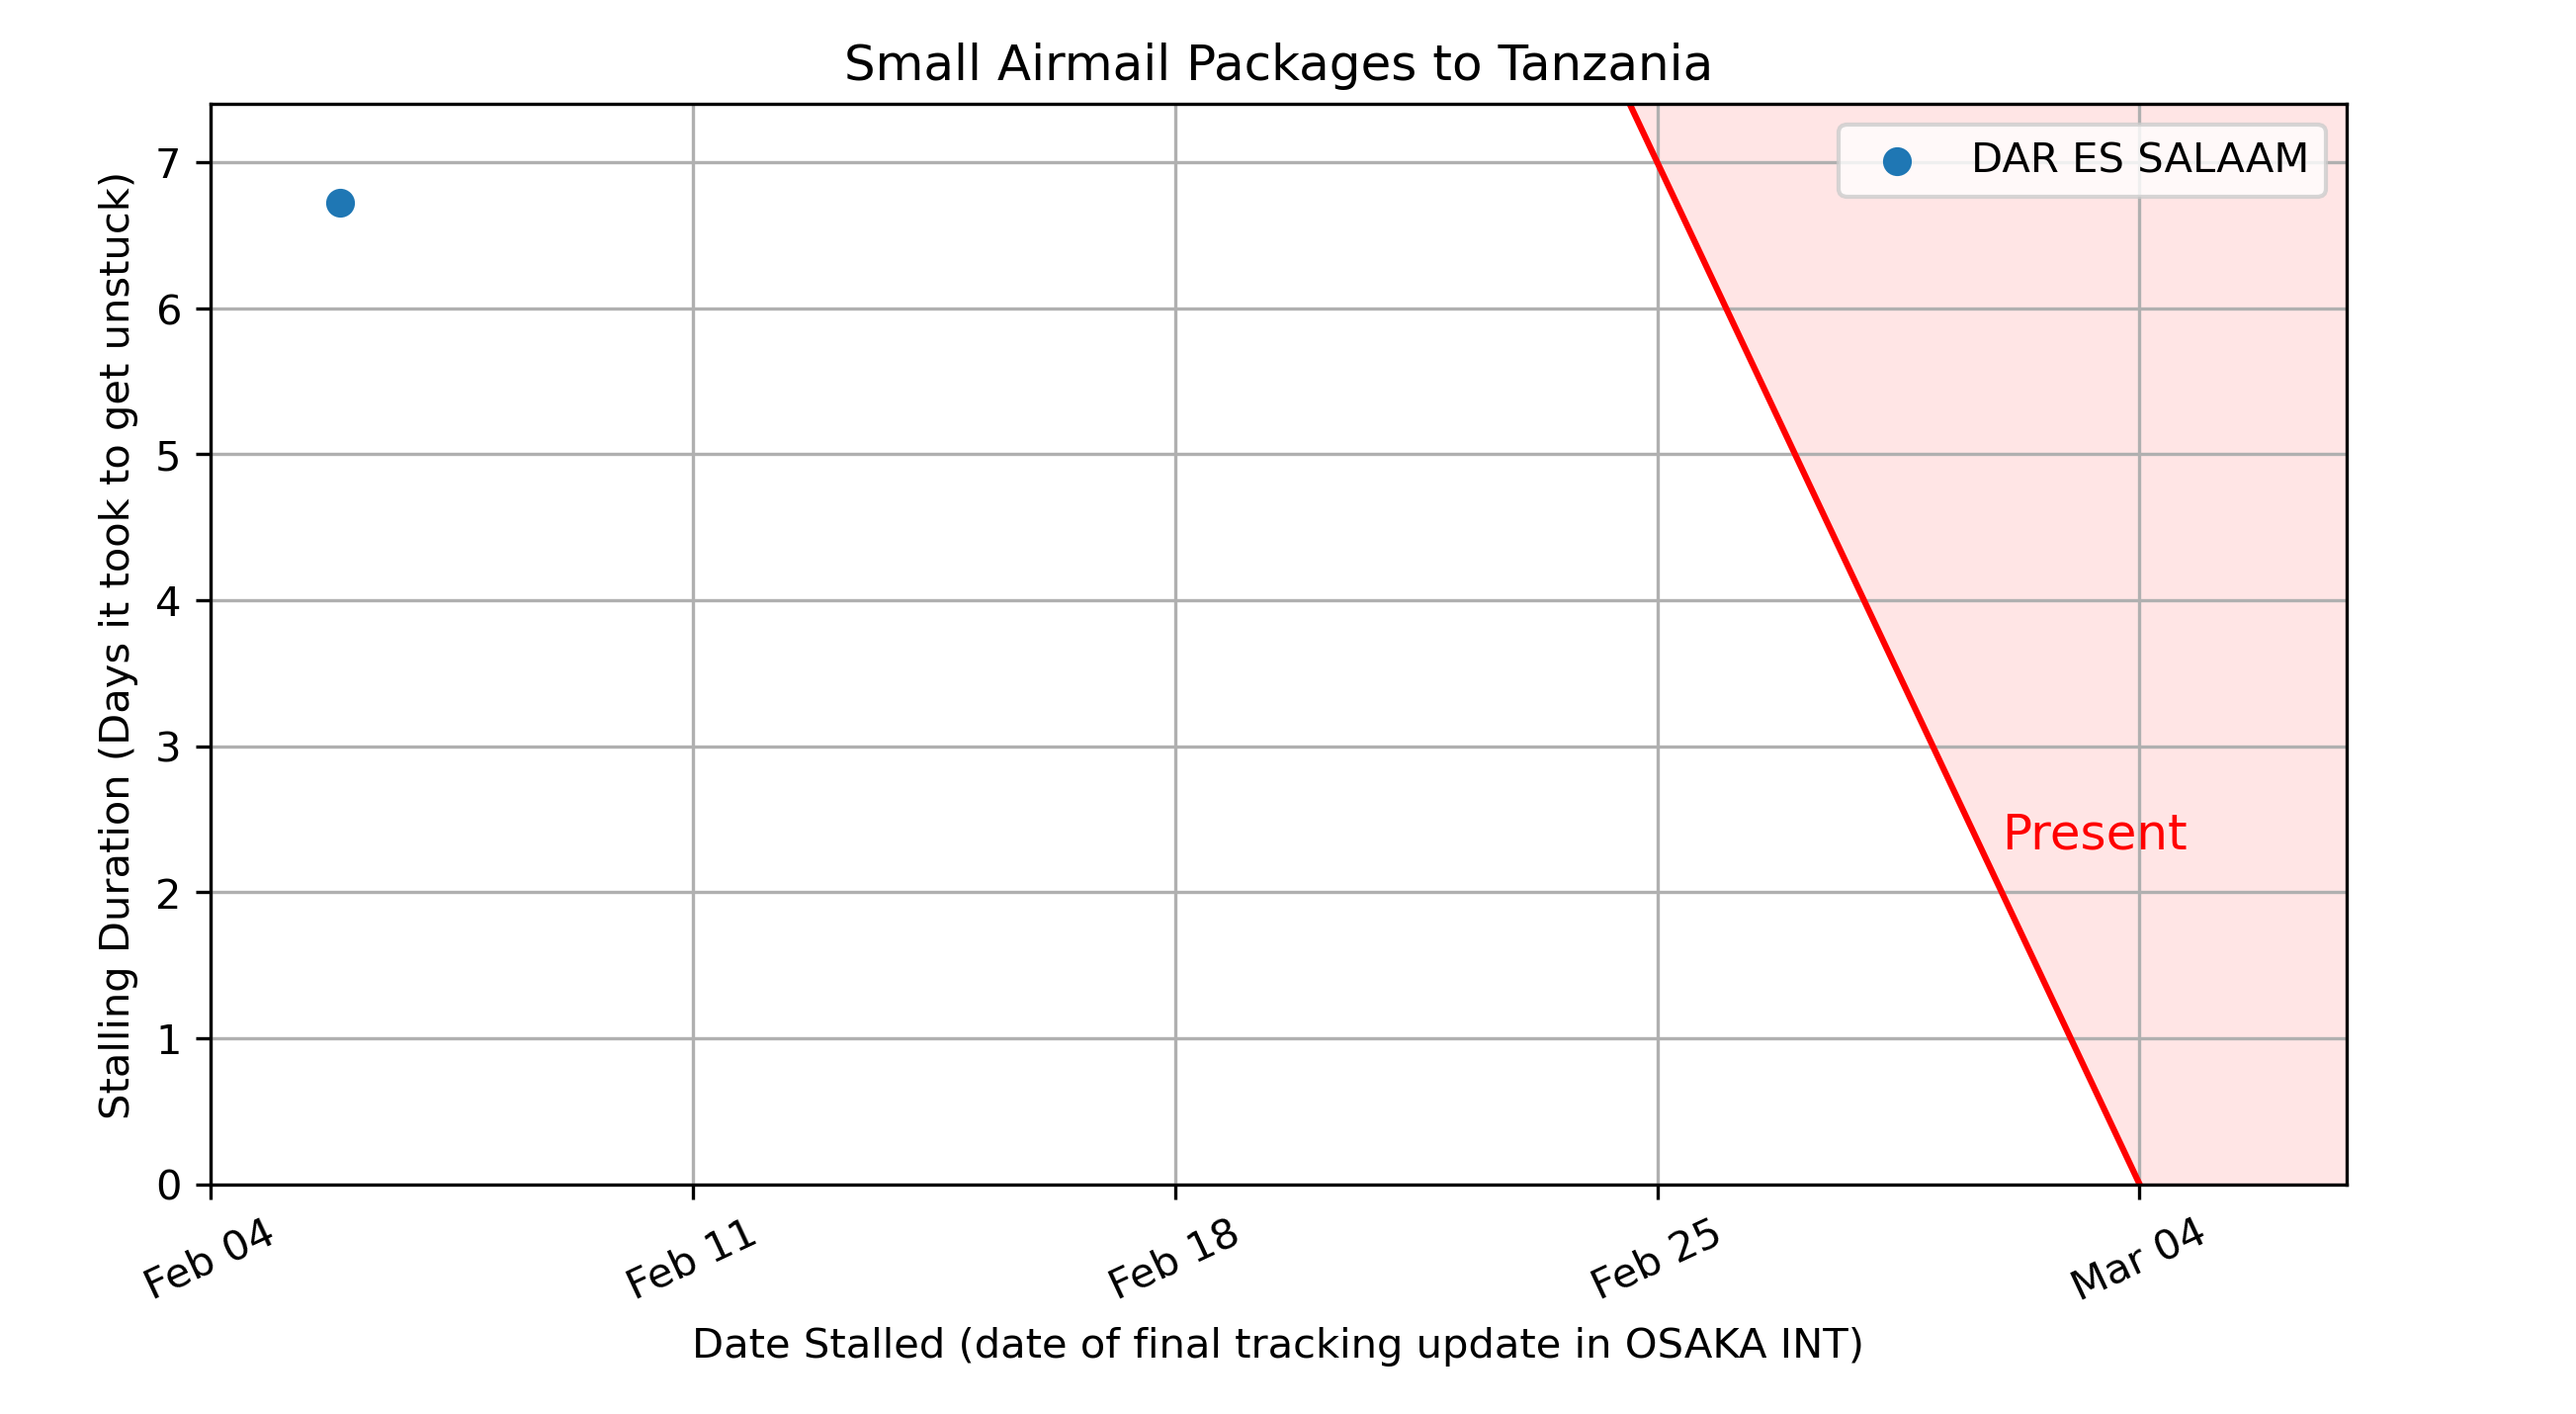 Small Airmail Packages to Tanzania
DAR ES SALAAM
Stalling Duration (Days it took to get unstuck)
7
6
5
4
3
2
1
0
Present
Feb 04
Feb 11
Feb 18
Feb 25
Mar 04
Date Stalled (date of final tracking update in OSAKA INT)